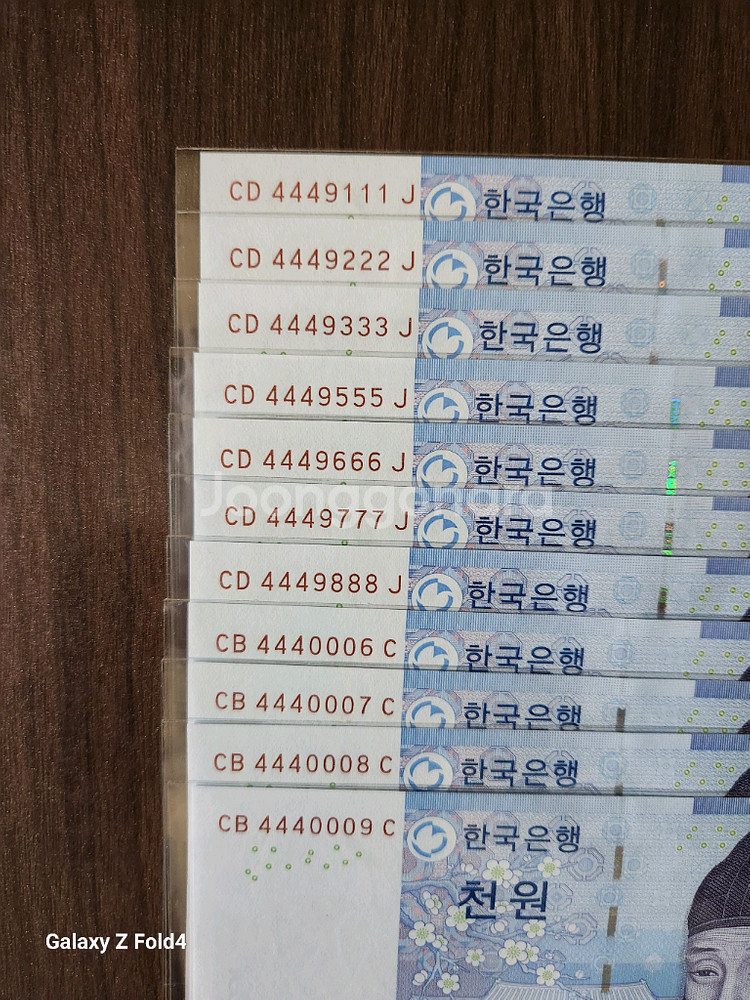 CD 4449111 J 한국은행
CD 4449222 J 한국은행
CD 4449333 J 한국은행
CD 4449555 J 한국은행
CD 4449666 J 한국은행
Joonggonara
CD 4449777 J 한국은행
CD 4449888 J 한국은행
CB 4440006 C 한국은행
CB 4440007 C 한국은행
CB 4440008 C 한국은행
CB 4440009 C 한국은행
천원
Galaxy Z Fold4